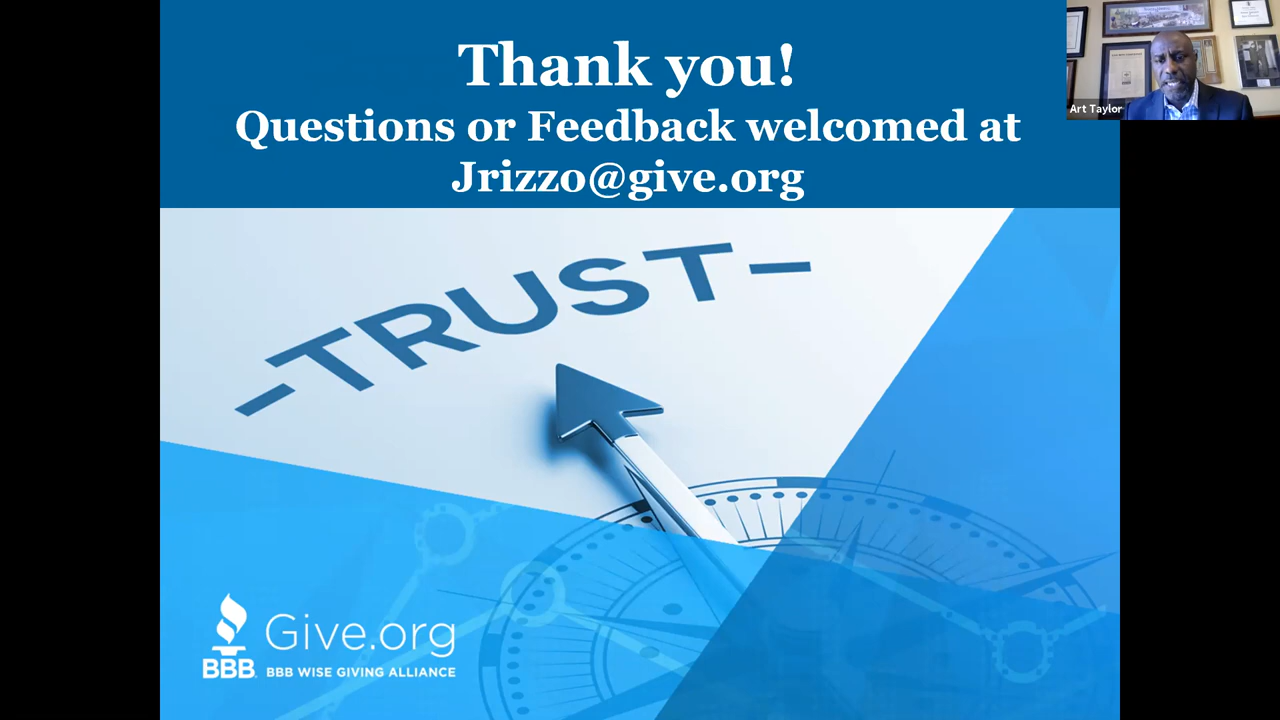 Thank you!
Questions or Feedback welcomed at
Jrizzo@give.org
Art Taylor
–TRUST–
Give.org
BBB
BBB WISE GIVING ALLIANCE